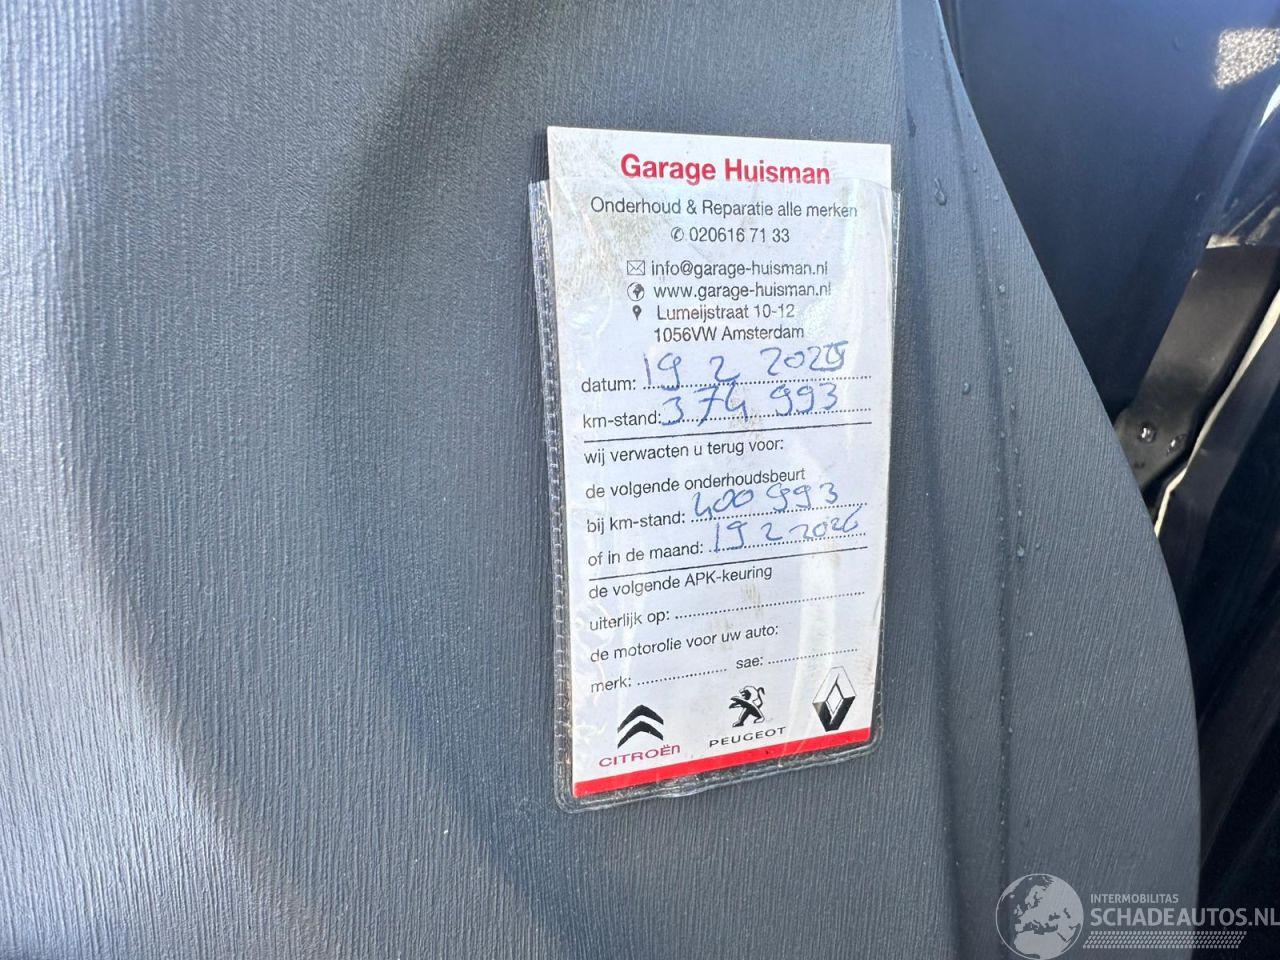 Garage Huisman
Onderhoud & Reparatie alle merken
✆ 020616 71 33
info@garage-huisman.nl
www.garage-huisman.nl
Lumeijstraat 10-12
1056VW Amsterdam
datum: 19 2 2025
km-stand: 374 993
wij verwacten u terug voor:
de volgende onderhoudsbeurt
bij km-stand: 400 993
of in de maand: 19 2 2026
de volgende APK-keuring
uiterlijk op:
de motorolie voor uw auto:
merk: sae:
CITROËN PEUGEOT
INTERMOBILITAS
SCHADEAUTOS.NL